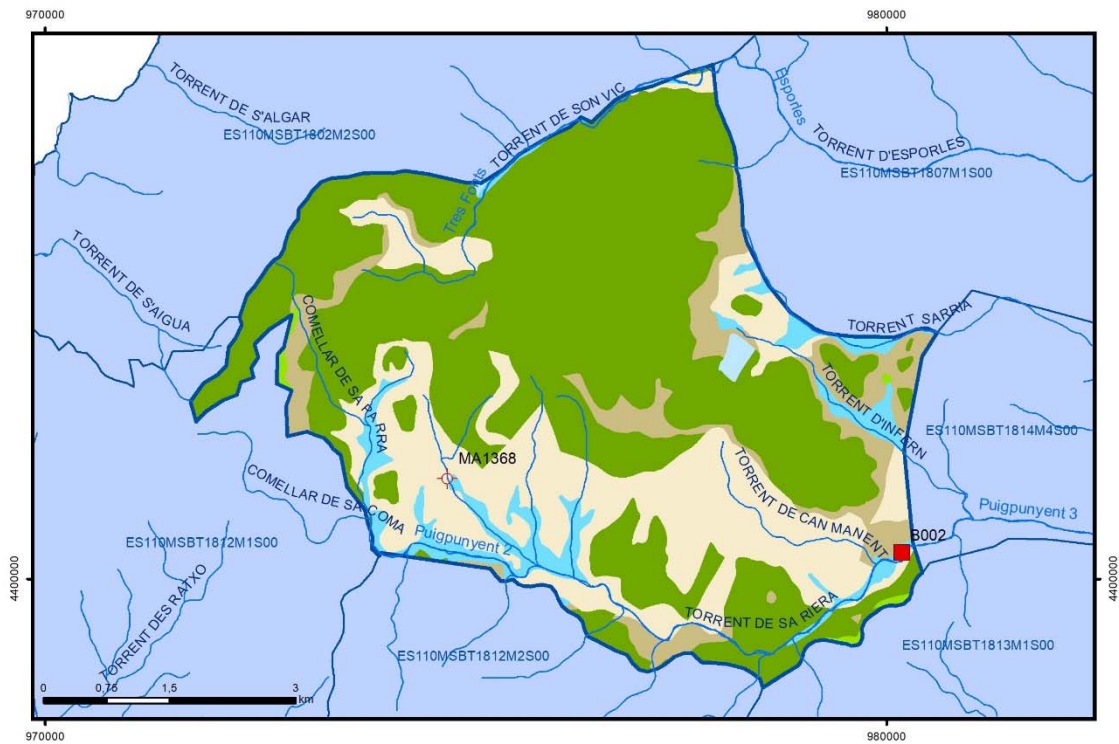 970000
980000
TORRENT DE S'ALGAR
ES110MSBT1802M2S00
TORRENT DE SON VIC
Esporles
TORRENT D'ESPORLES
ES110MSBT1807M1S00
Tres Fonts
TORRENT DE S'AIGUA
COMELLAR DE SA PARRA
TORRENT SARRIA
TORRENT D'INFERN
ES110MSBT1814M4S00
MA1368
COMELLAR DE SA COMA
TORRENT DE CAN MANENT
Puigpunyent 3
Puigpunyent 2
B002
ES110MSBT1812M1S00
4400000
4400000
TORRENT DES RATXO
TORRENT DE SA RIERA
ES110MSBT1812M2S00
ES110MSBT1813M1S00
0 0,75 1,5 3
km
970000
980000